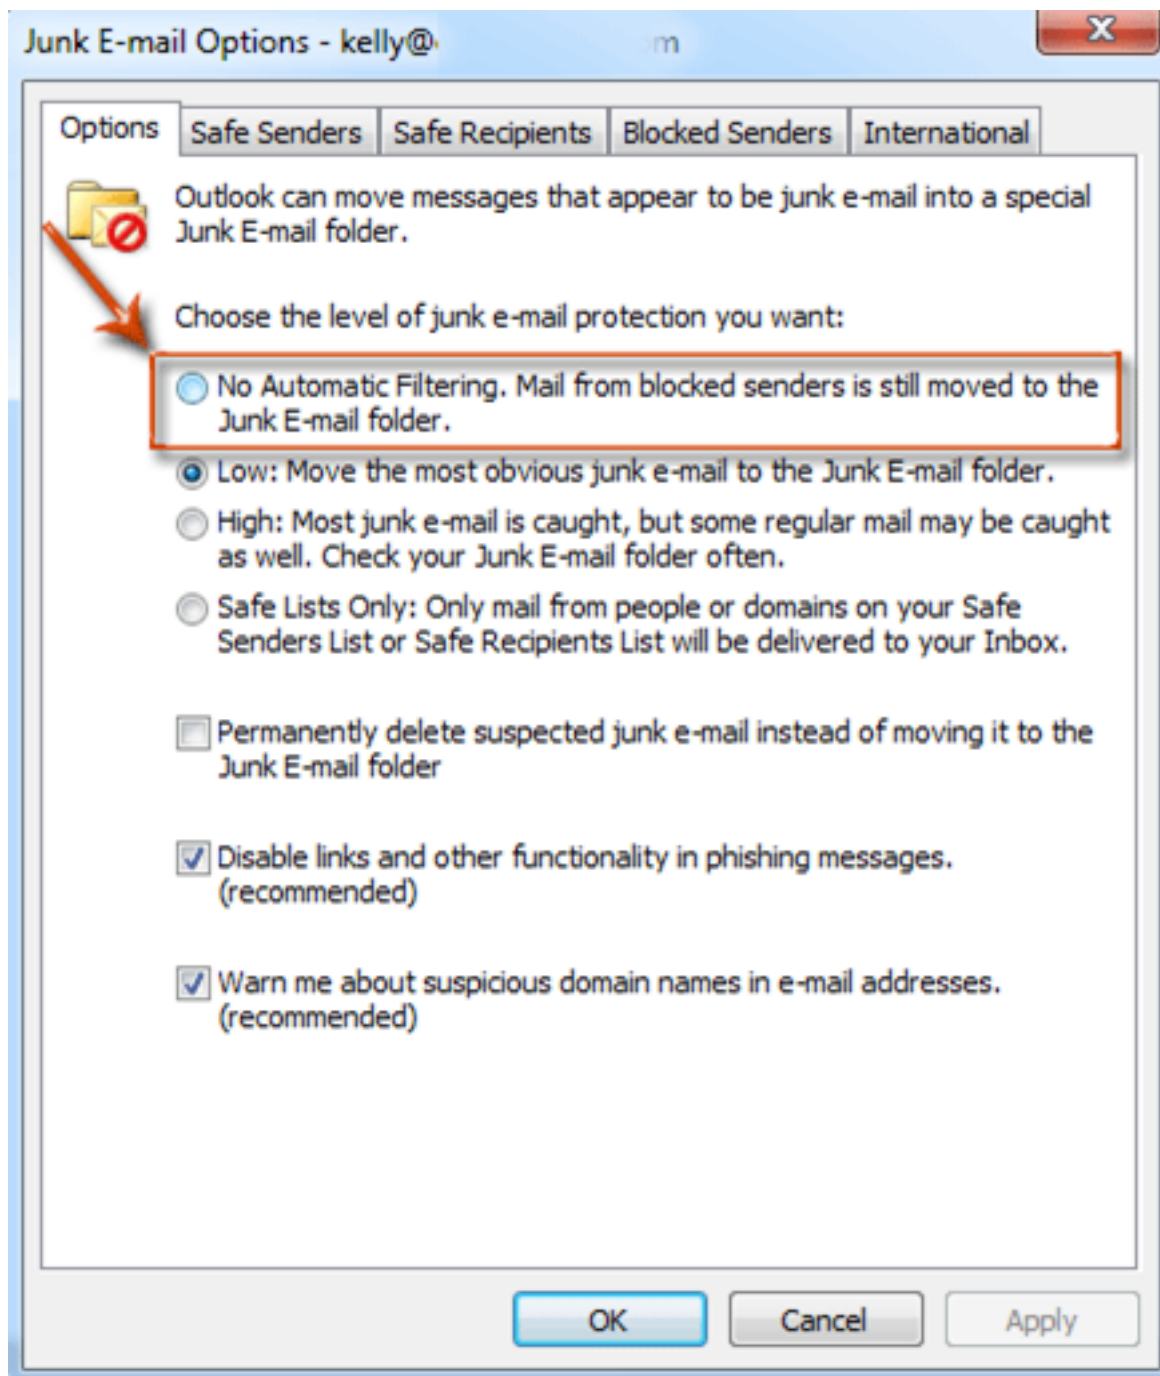 Junk E-mail Options - kelly@
Options
Safe Senders
Safe Recipients
Blocked Senders
International
Outlook can move messages that appear to be junk e-mail into a special
Junk E-mail folder.
Choose the level of junk e-mail protection you want:
No Automatic Filtering. Mail from blocked senders is still moved to the
Junk E-mail folder.
Low: Move the most obvious junk e-mail to the Junk E-mail folder.
High: Most junk e-mail is caught, but some regular mail may be caught
as well. Check your Junk E-mail folder often.
Safe Lists Only: Only mail from people or domains on your Safe
Senders List or Safe Recipients List will be delivered to your Inbox.
Permanently delete suspected junk e-mail instead of moving it to the
Junk E-mail folder
Disable links and other functionality in phishing messages.
(recommended)
Warn me about suspicious domain names in e-mail addresses.
(recommended)
OK
Cancel
Apply